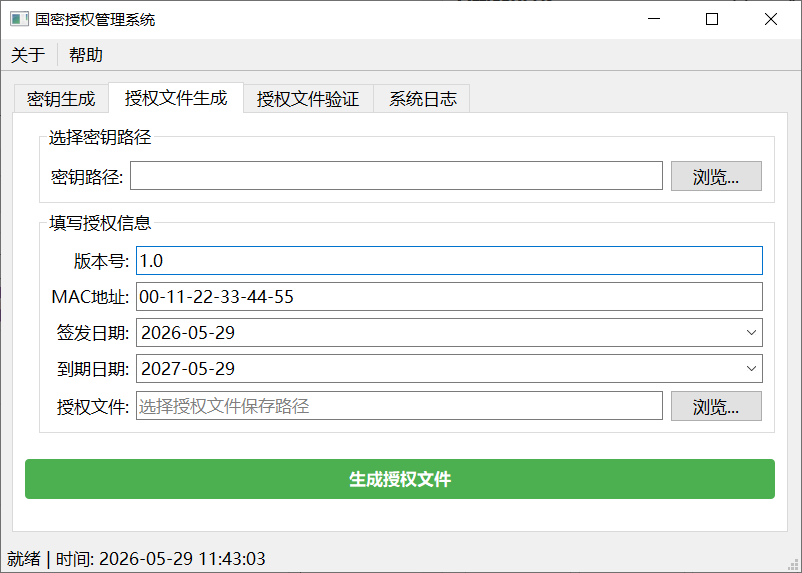 国密授权管理系统
关于 帮助
密钥生成 授权文件生成 授权文件验证 系统日志
选择密钥路径
密钥路径: 浏览...
填写授权信息
版本号: 1.0
MAC地址: 00-11-22-33-44-55
签发日期: 2026-05-29
到期日期: 2027-05-29
授权文件: 选择授权文件保存路径 浏览...
生成授权文件
就绪 | 时间: 2026-05-29 11:43:03